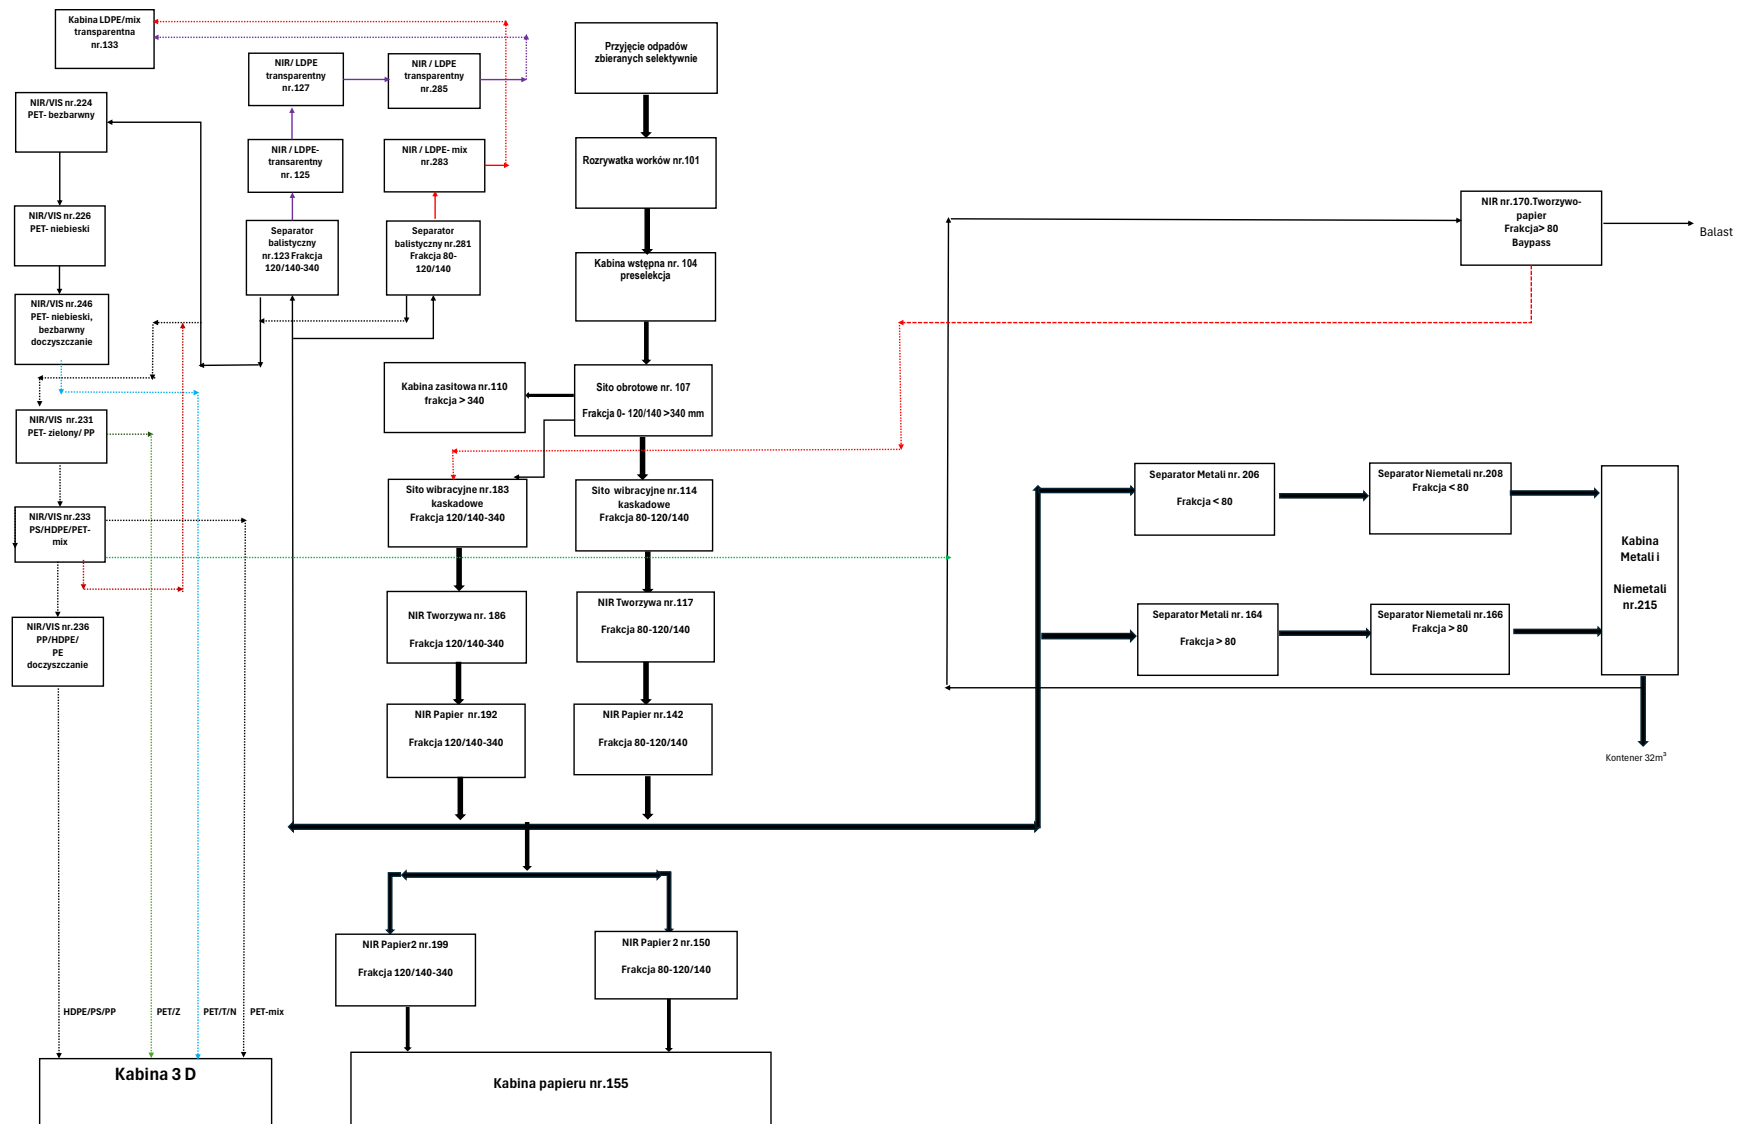 Kabina LDPE/mix
transparentna
nr.133
NIR/ LDPE
transparentny
nr.127
NIR / LDPE
transparentny
nr.285
Przyjęcie odpadów
zbieranych selektywnie
NIR/VIS nr.224
PET- bezbarwny
NIR / LDPE-
transarentny
nr. 125
NIR / LDPE- mix
nr.283
Rozrywatka worków nr.101
NIR/VIS nr.226
PET- niebieski
Separator
balistyczny
nr.123 Frakcja
120/140-340
Separator
balistyczny nr.281
Frakcja 80-
120/140
Kabina wstępna nr. 104
preselekcja
NIR nr.170.Tworzywo-
papier
Frakcja> 80
Baypass
Balast
NIR/VIS nr.246
PET- niebieski,
bezbarwny
doczyszczanie
Kabina zasitowa nr.110
frakcja > 340
Sito obrotowe nr. 107
Frakcja 0- 120/140 >340 mm
NIR/VIS nr.231
PET- zielony/ PP
Sito wibracyjne nr.183
kaskadowe
Frakcja 120/140-340
Sito wibracyjne nr.114
kaskadowe
Frakcja 80-120/140
Separator Metali nr. 206
Frakcja < 80
Separator Niemetali nr.208
Frakcja < 80
Kabina
Metali i
Niemetali
nr.215
NIR/VIS nr.233
PS/HDPE/PET-
mix
NIR Tworzywa nr. 186
Frakcja 120/140-340
NIR Tworzywa nr.117
Frakcja 80-120/140
Separator Metali nr. 164
Frakcja > 80
Separator Niemetali nr.166
Frakcja > 80
NIR/VIS nr.236
PP/HDPE/
PE
doczyszczanie
NIR Papier nr.192
Frakcja 120/140-340
NIR Papier nr.142
Frakcja 80-120/140
Kontener 32m³
NIR Papier2 nr.199
Frakcja 120/140-340
NIR Papier 2 nr.150
Frakcja 80-120/140
HDPE/PS/PP
PET/Z
PET/T/N
PET-mix
Kabina 3 D
Kabina papieru nr.155